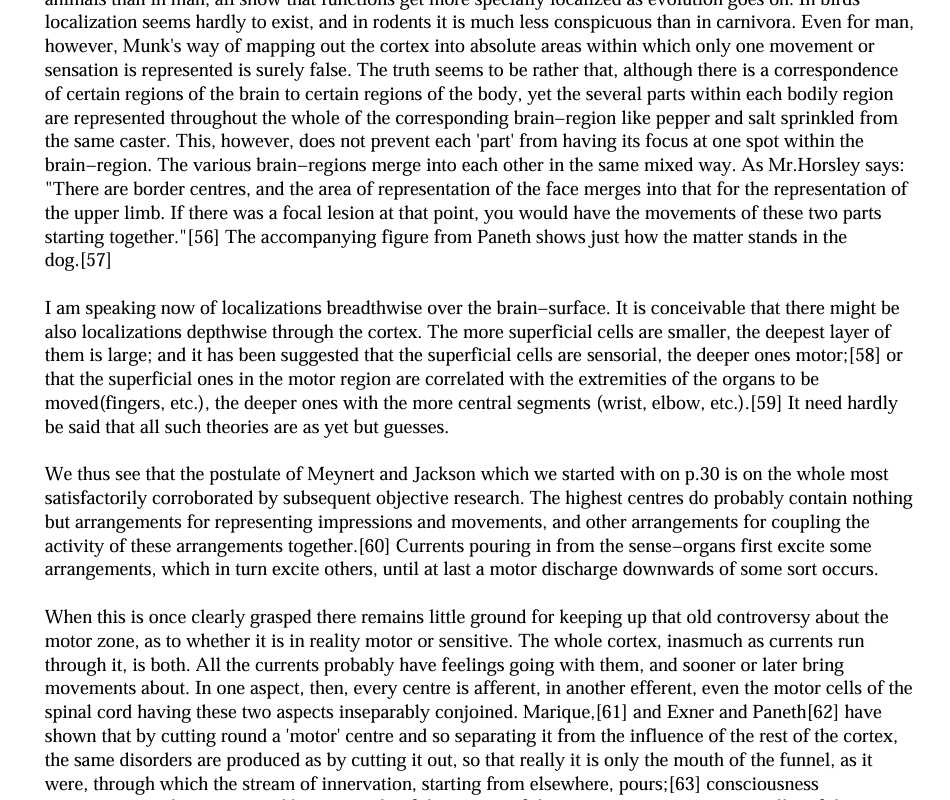 animals than in man, all show that functions get more specially localized as evolution goes on. In birds
localization seems hardly to exist, and in rodents it is much less conspicuous than in carnivora. Even for man,
however, Munk's way of mapping out the cortex into absolute areas within which only one movement or
sensation is represented is surely false. The truth seems to be rather that, although there is a correspondence
of certain regions of the brain to certain regions of the body, yet the several parts within each bodily region
are represented throughout the whole of the corresponding brain−region like pepper and salt sprinkled from
the same caster. This, however, does not prevent each 'part' from having its focus at one spot within the
brain−region. The various brain−regions merge into each other in the same mixed way. As Mr.Horsley says:
"There are border centres, and the area of representation of the face merges into that for the representation of
the upper limb. If there was a focal lesion at that point, you would have the movements of these two parts
starting together."[56] The accompanying figure from Paneth shows just how the matter stands in the
dog.[57]
I am speaking now of localizations breadthwise over the brain−surface. It is conceivable that there might be
also localizations depthwise through the cortex. The more superficial cells are smaller, the deepest layer of
them is large; and it has been suggested that the superficial cells are sensorial, the deeper ones motor;[58] or
that the superficial ones in the motor region are correlated with the extremities of the organs to be
moved(fingers, etc.), the deeper ones with the more central segments (wrist, elbow, etc.).[59] It need hardly
be said that all such theories are as yet but guesses.
We thus see that the postulate of Meynert and Jackson which we started with on p.30 is on the whole most
satisfactorily corroborated by subsequent objective research. The highest centres do probably contain nothing
but arrangements for representing impressions and movements, and other arrangements for coupling the
activity of these arrangements together.[60] Currents pouring in from the sense−organs first excite some
arrangements, which in turn excite others, until at last a motor discharge downwards of some sort occurs.
When this is once clearly grasped there remains little ground for keeping up that old controversy about the
motor zone, as to whether it is in reality motor or sensitive. The whole cortex, inasmuch as currents run
through it, is both. All the currents probably have feelings going with them, and sooner or later bring
movements about. In one aspect, then, every centre is afferent, in another efferent, even the motor cells of the
spinal cord having these two aspects inseparably conjoined. Marique,[61] and Exner and Paneth[62] have
shown that by cutting round a 'motor' centre and so separating it from the influence of the rest of the cortex,
the same disorders are produced as by cutting it out, so that really it is only the mouth of the funnel, as it
were, through which the stream of innervation, starting from elsewhere, pours;[63] consciousness